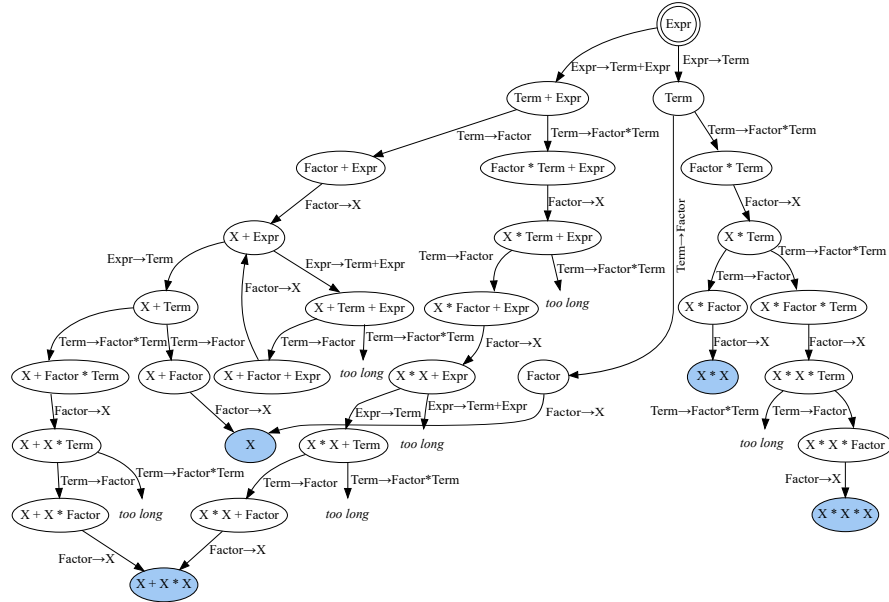 Expr
Expr→Term+Expr
Expr→Term
Term + Expr
Term
Term→Factor
Term→Factor*Term
Term→Factor*Term
Factor + Expr
Factor * Term + Expr
Factor * Term
Factor→X
Factor→X
Factor→X
Term→Factor
X + Expr
X * Term + Expr
X * Term
Expr→Term
Expr→Term+Expr
Term→Factor
Term→Factor*Term
Term→Factor
Term→Factor*Term
Factor→X
X + Term
X + Term + Expr
X * Factor + Expr
too long
X * Factor
X * Factor * Term
Term→Factor*Term
Term→Factor
Term→Factor
Term→Factor*Term
Factor→X
Factor→X
Factor→X
X + Factor * Term
X + Factor
X + Factor + Expr
too long
X * X + Expr
Factor
X * X
X * X * Term
Factor→X
Factor→X
Expr→Term
Expr→Term+Expr
Factor→X
Term→Factor*Term
Term→Factor
X + X * Term
X
X * X + Term
too long
too long
X * X * Factor
Term→Factor
Term→Factor*Term
Term→Factor
Term→Factor*Term
Factor→X
X + X * Factor
too long
X * X + Factor
too long
X * X * X
Factor→X
Factor→X
X + X * X